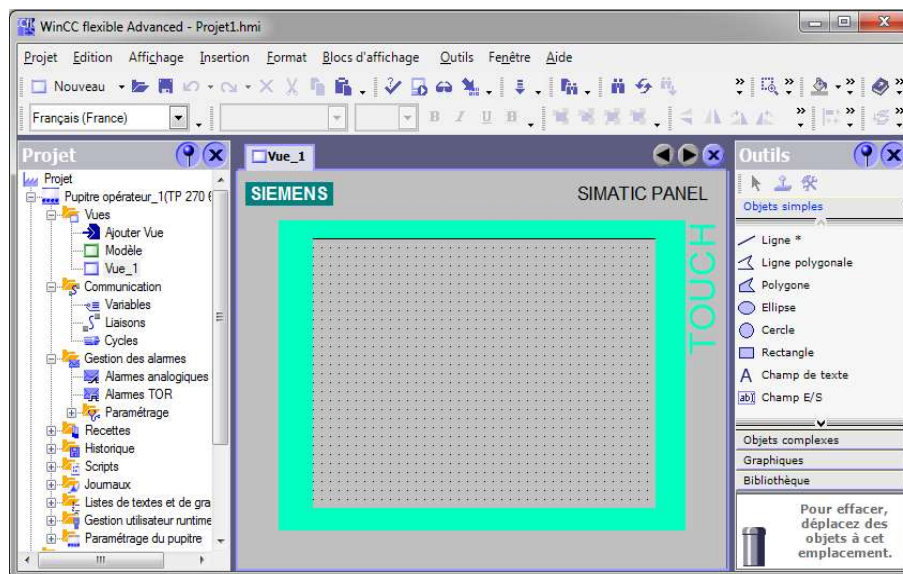 WinCC flexible Advanced - Projet1.hmi
Projet Edition Affichage Insertion Format Blocs d'affichage Outils Fenêtre Aide
Nouveau
Français (France)
B I U B
Projet
Projet
Pupitre opérateur_1(TP 270 6
Vues
Ajouter Vue
Modèle
Vue_1
Communication
Variables
Liaisons
Cycles
Gestion des alarmes
Alarmes analogiques
Alarmes TOR
Paramétrage
Recettes
Historique
Scripts
Journaux
Listes de textes et de gra
Gestion utilisateur runtime
Paramétrage du pupitre
Vue_1
SIEMENS
SIMATIC PANEL
TOUCH
Outils
Objets simples
Ligne *
Ligne polygonale
Polygone
Ellipse
Cercle
Rectangle
A Champ de texte
ab Champ E/S
Objets complexes
Graphiques
Bibliothèque
Pour effacer,
déplacez des
objets à cet
emplacement.